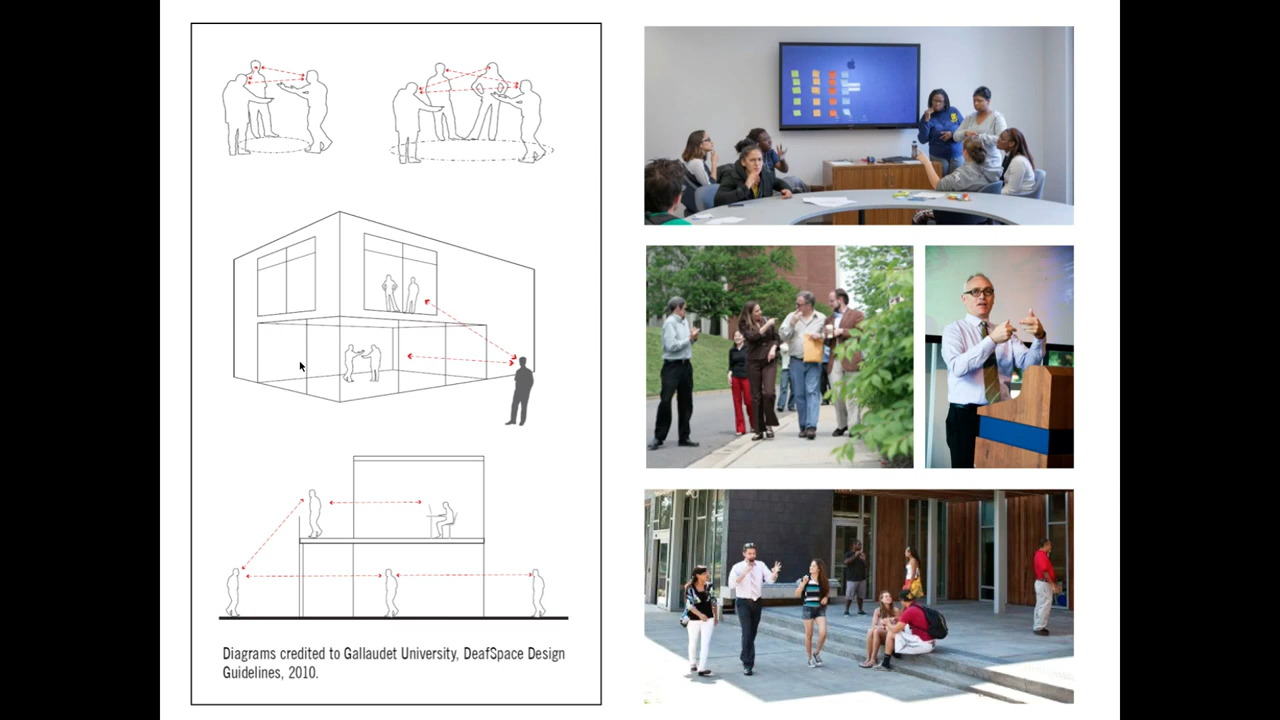 Diagrams credited to Gallaudet University, DeafSpace Design
Guidelines, 2010.